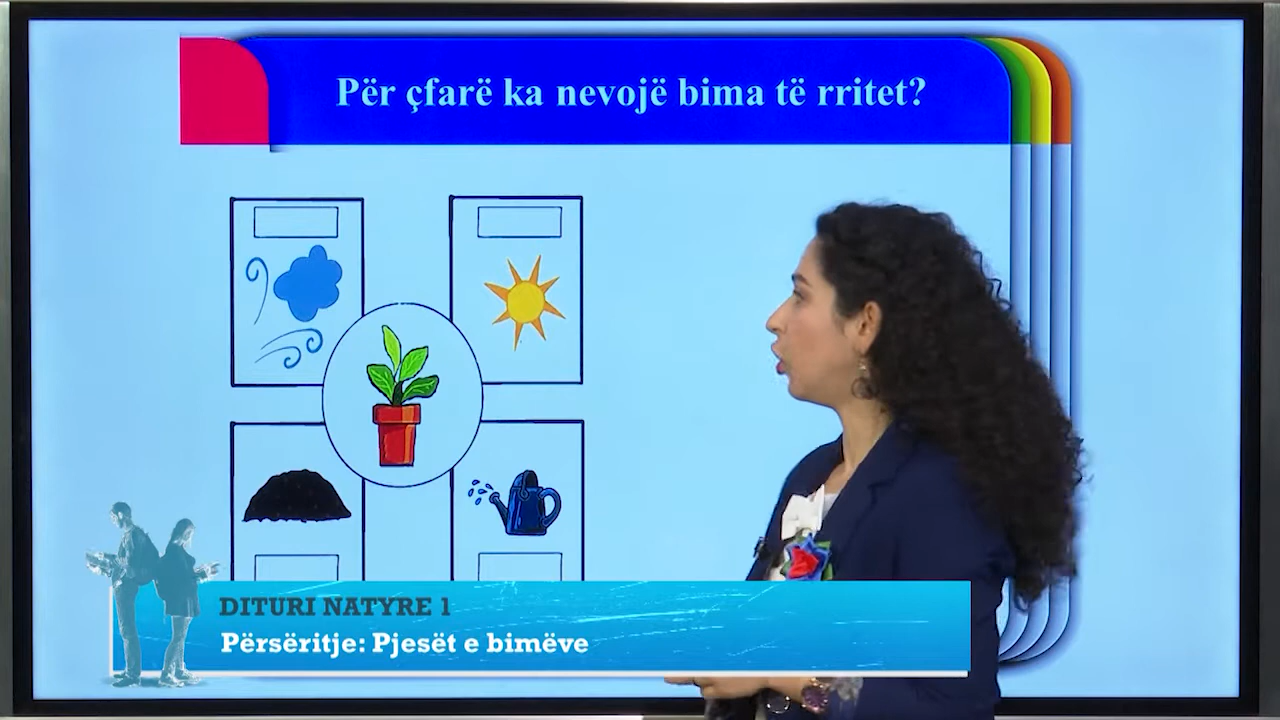 Për çfarë ka nevojë bima të rritet?
DITURI NATYRE 1
Përsëritje: Pjesët e bimëve